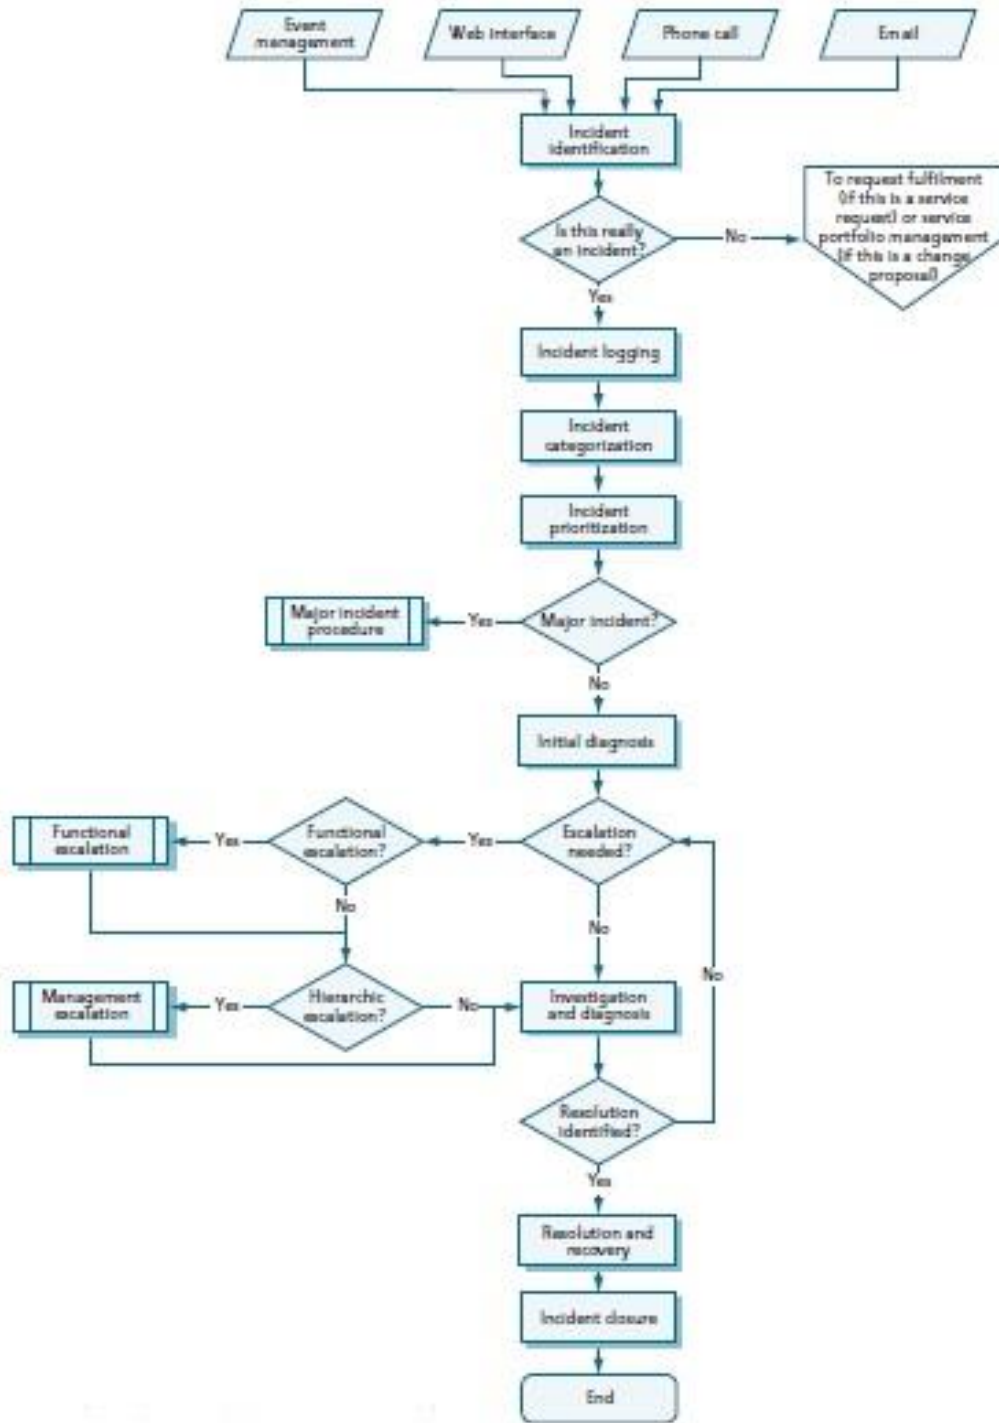 Event
management
Web interface
Phone call
Email
Incident
identification
To request fulfilment
(if this is a service
request) or service
portfolio management
(if this is a change
proposal)
Is this really
an incident?
No
Yes
Incident logging
Incident
categorization
Incident
prioritization
Major incident
procedure
Yes
Major incident?
No
Initial diagnosis
Functional
escalation
Yes
Functional
escalation?
Yes
Escalation
needed?
No
No
No
Management
escalation
Yes
Hierarchic
escalation?
No
Investigation
and diagnosis
Resolution
identified?
Yes
Resolution and
recovery
Incident closure
End